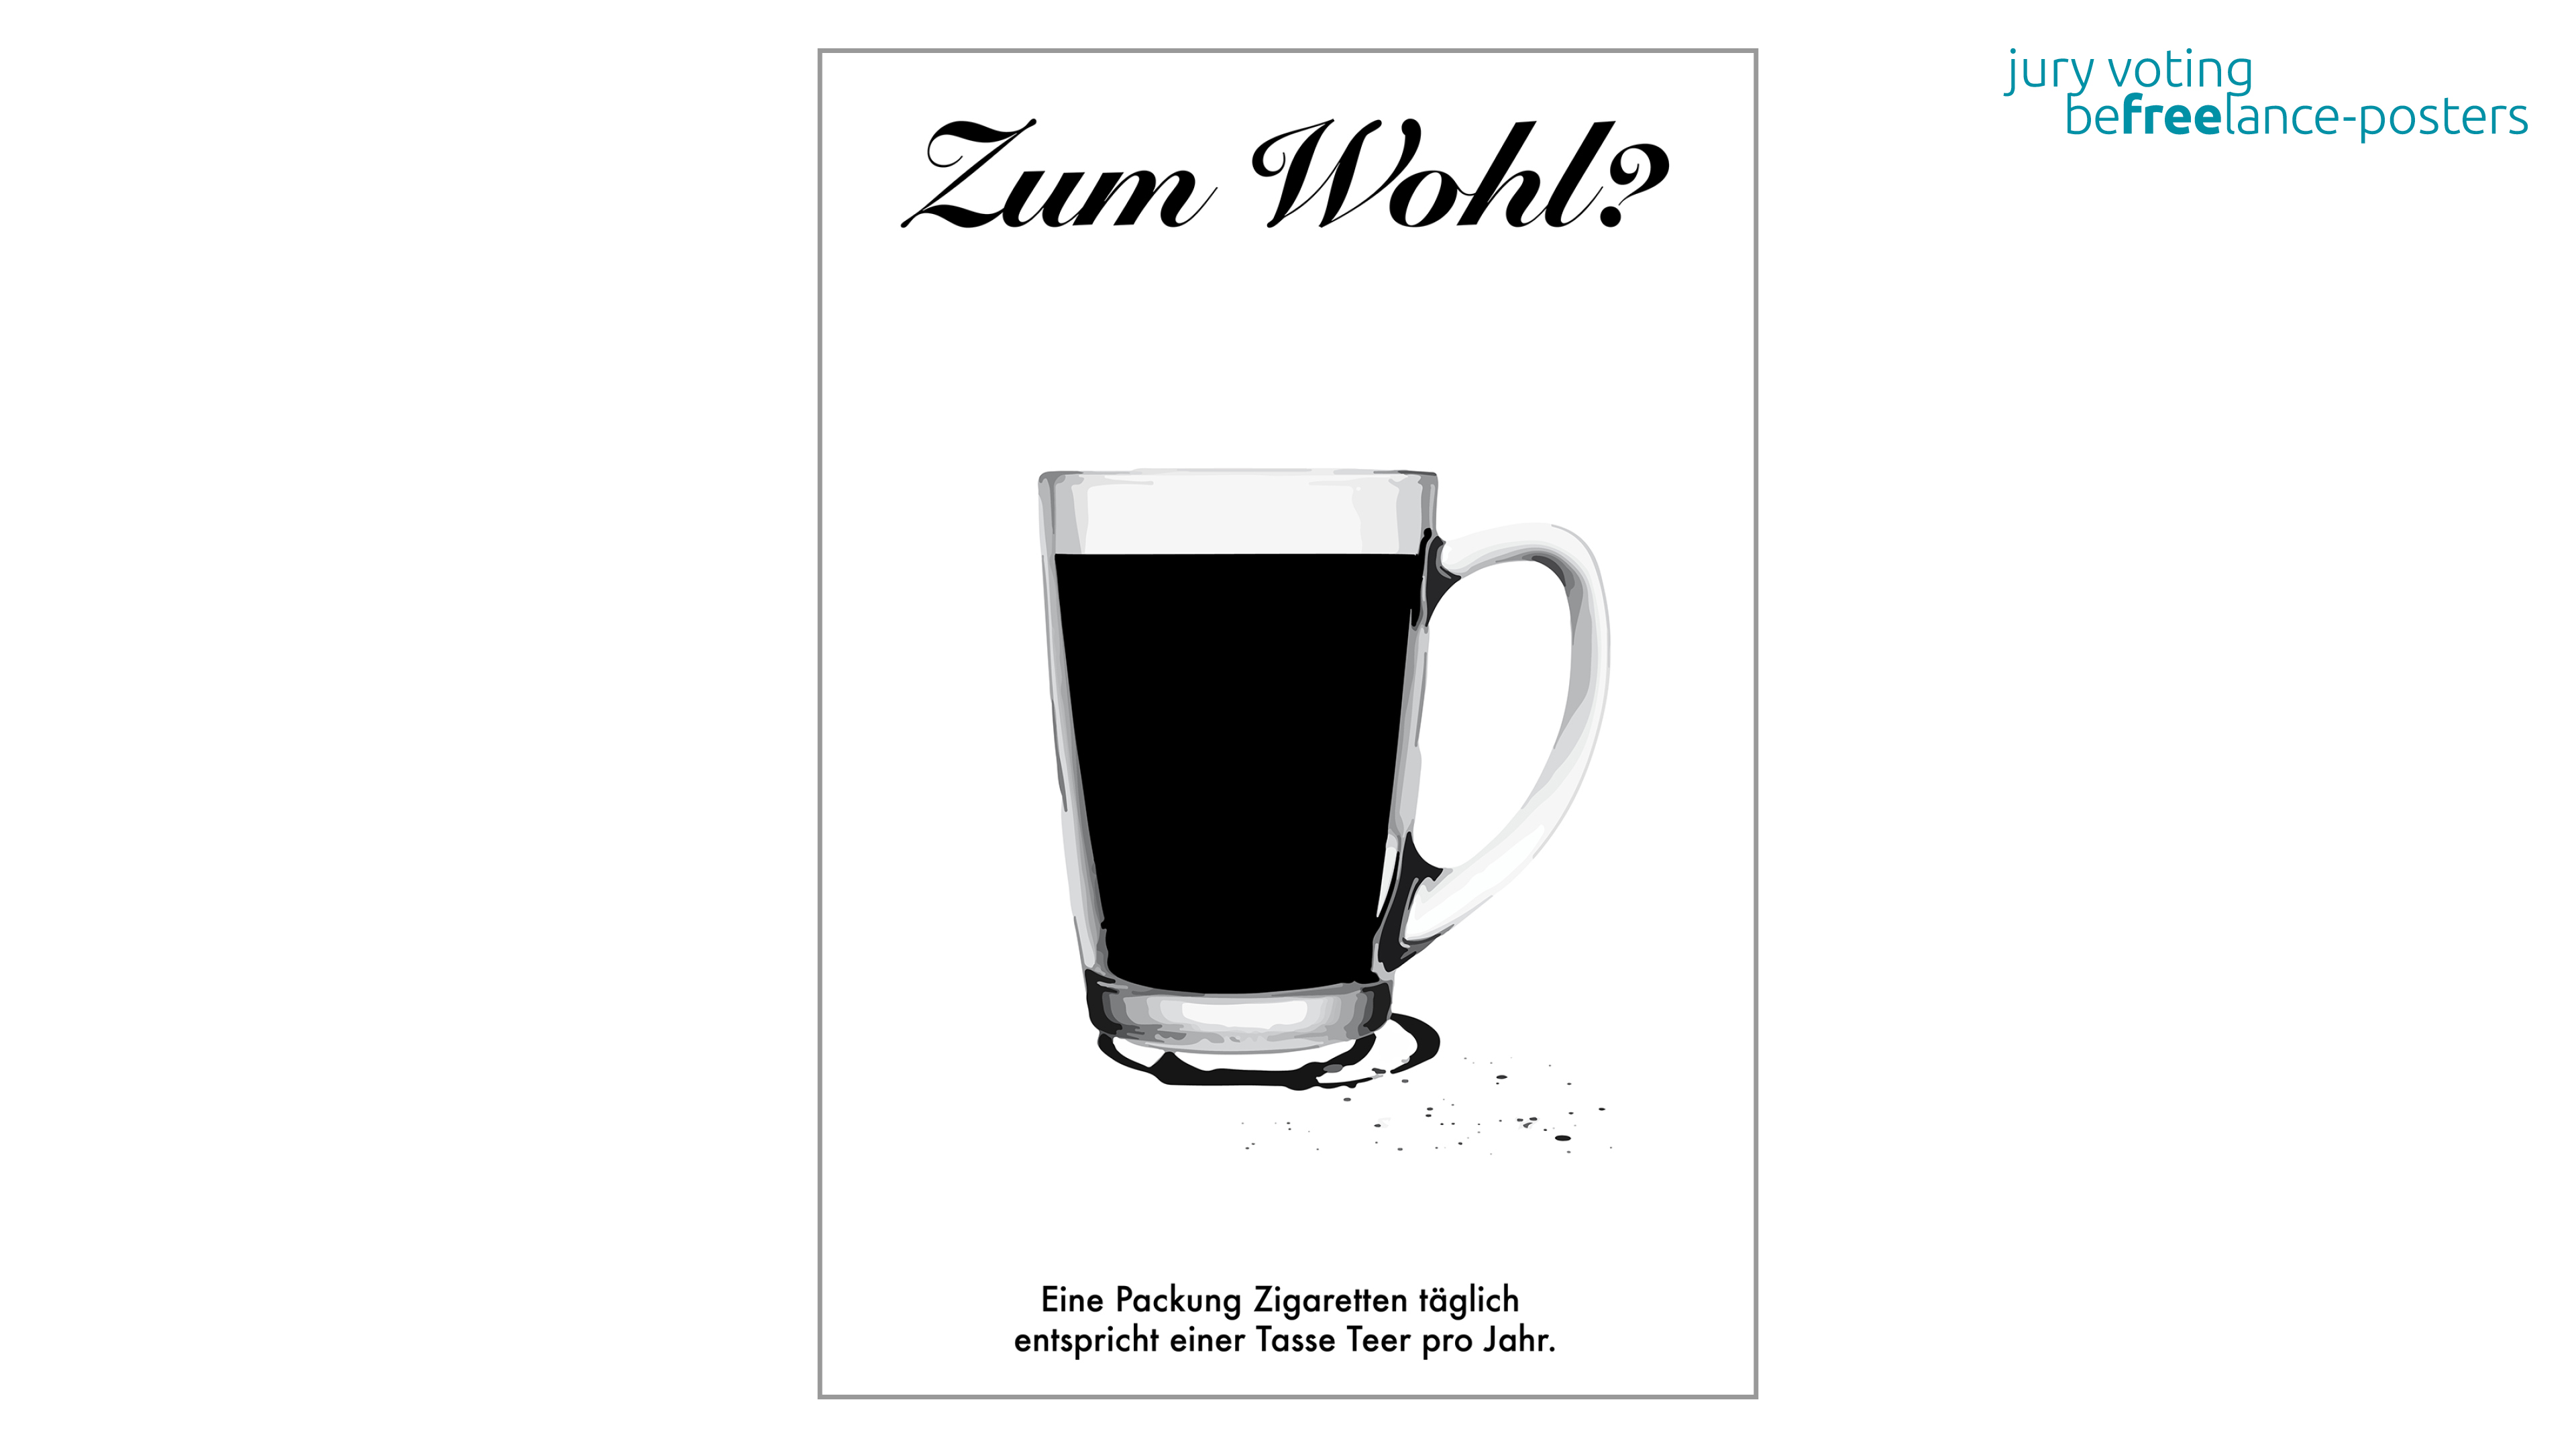 jury voting
befreelance-posters
Zum Wohl?
Eine Packung Zigaretten täglich
entspricht einer Tasse Teer pro Jahr.